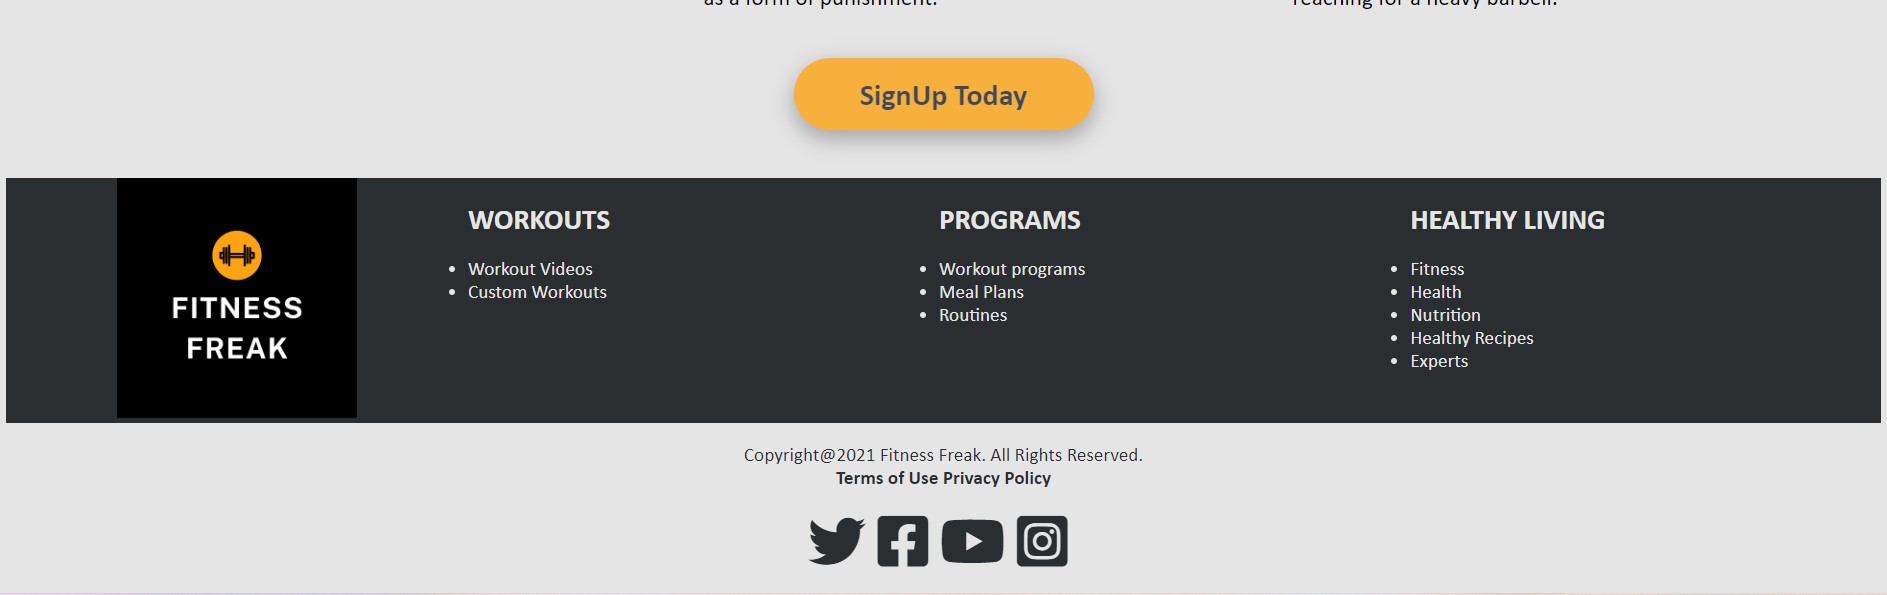 as a form of punishment.
reaching for a heavy barbell.
SignUp Today
FITNESS
FREAK
WORKOUTS
Workout Videos
Custom Workouts
PROGRAMS
Workout programs
Meal Plans
Routines
HEALTHY LIVING
Fitness
Health
Nutrition
Healthy Recipes
Experts
Copyright@2021 Fitness Freak. All Rights Reserved.
Terms of Use Privacy Policy